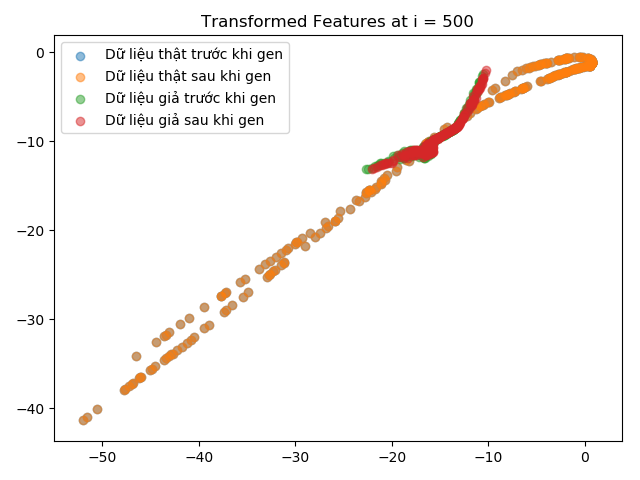 Transformed Features at i = 500
Dữ liệu thật trước khi gen
Dữ liệu thật sau khi gen
Dữ liệu giả trước khi gen
Dữ liệu giả sau khi gen
0
−10
−20
−30
−40
−50 −40 −30 −20 −10 0